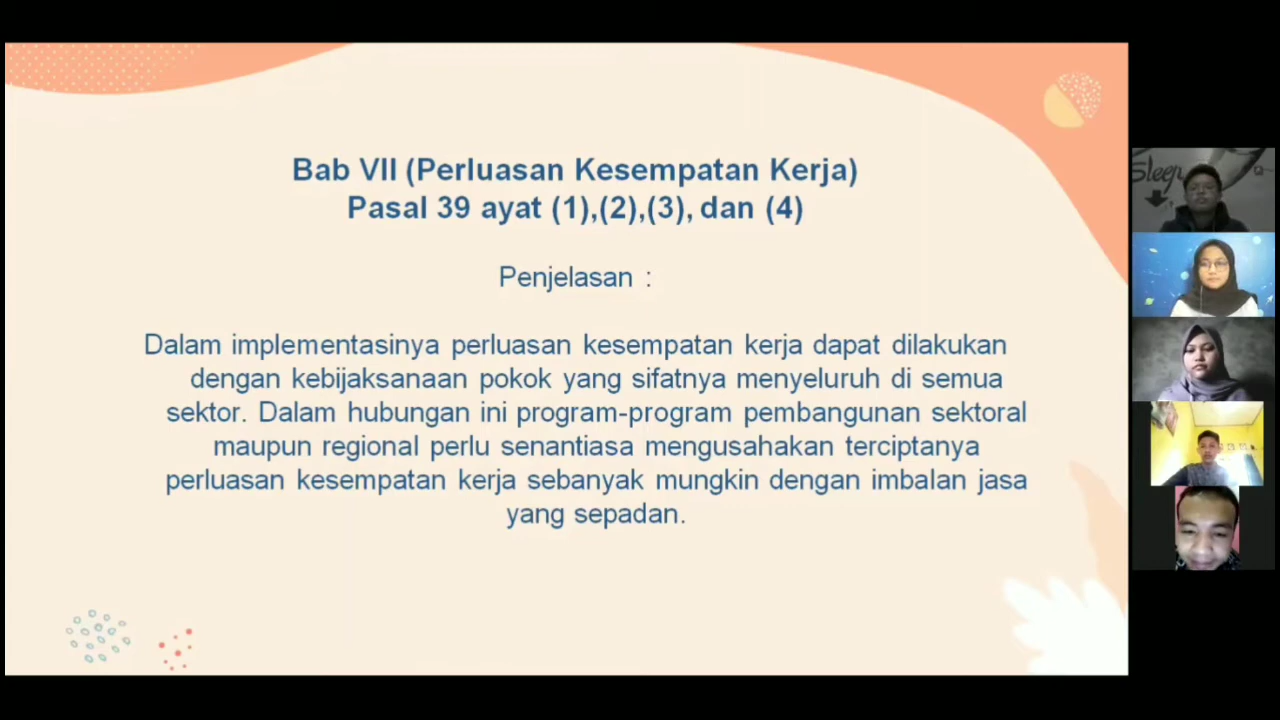 Bab VII (Perluasan Kesempatan Kerja)
Pasal 39 ayat (1),(2),(3), dan (4)
Penjelasan :
Dalam implementasinya perluasan kesempatan kerja dapat dilakukan
dengan kebijaksanaan pokok yang sifatnya menyeluruh di semua
sektor. Dalam hubungan ini program-program pembangunan sektoral
maupun regional perlu senantiasa mengusahakan terciptanya
perluasan kesempatan kerja sebanyak mungkin dengan imbalan jasa
yang sepadan.
Sleep